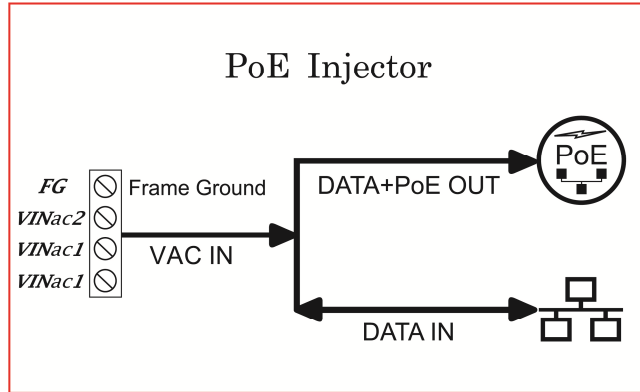 PoE Injector
FG Frame Ground
VINac2
VINac1
VINac1
VAC IN
DATA+PoE OUT
PoE
DATA IN